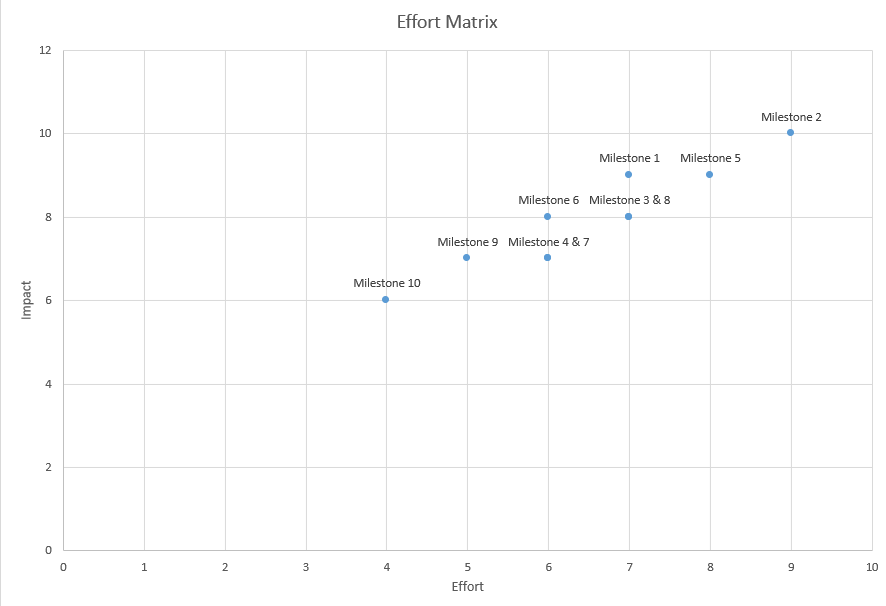 Effort Matrix
12
Milestone 2
10
Milestone 1 Milestone 5
Milestone 6 Milestone 3 & 8
8
Milestone 9 Milestone 4 & 7
Milestone 10
6
Impact
4
2
0
0 1 2 3 4 5 6 7 8 9 10
Effort